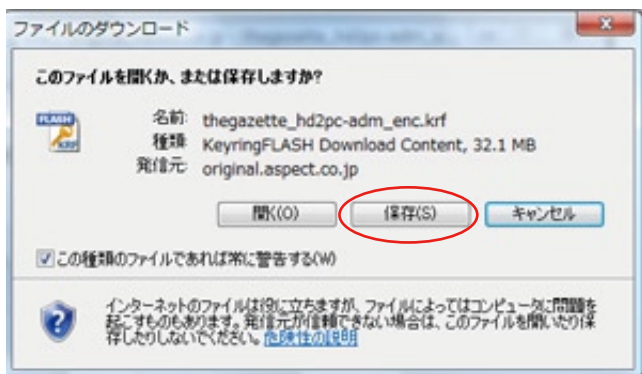 ファイルのダウンロード
このファイルを開くか、または保存しますか?
FLASH
KRF
名前: thegazette_hd2pc-adm_enc.krf
種類: KeyringFLASH Download Content, 32.1 MB
発信元: original.aspect.co.jp
開く(O) 保存(S) キャンセル
この種類のファイルであれば常に警告する(W)
インターネットのファイルは役に立ちますが、ファイルによってはコンピュータに問題を
起こすものもあります。発信元が信頼できない場合は、このファイルを開いたり保
存したりしないでください。危険性の説明